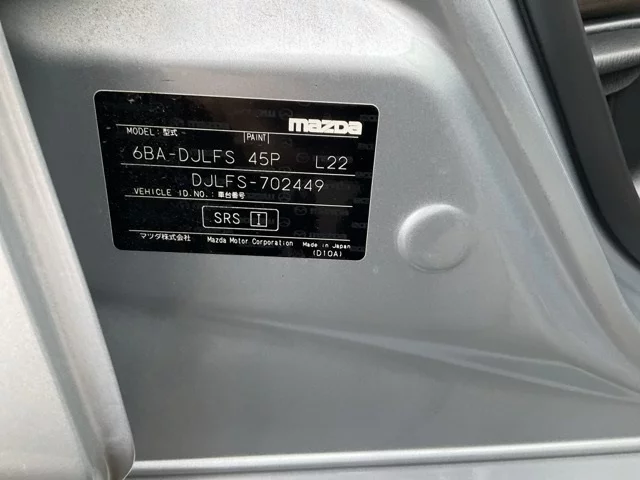 mazda
MODEL: 型式 PAINT
6BA-DJLFS 45P L22
DJLFS-702449
VEHICLE ID.NO.: 車台番号
SRS I
マツダ株式会社 Mazda Motor Corporation Made in Japan
(D10A)